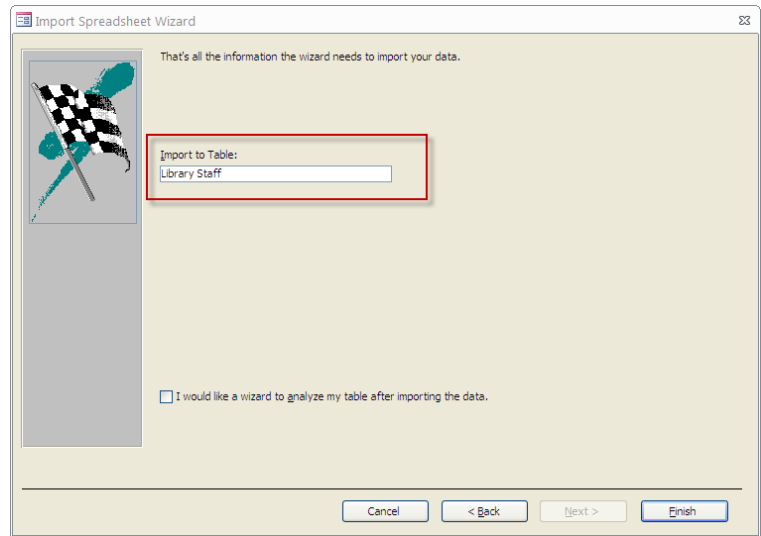 Import Spreadsheet Wizard
That's all the information the wizard needs to import your data.
Import to Table:
Library Staff
I would like a wizard to analyze my table after importing the data.
Cancel
< Back
Next >
Finish